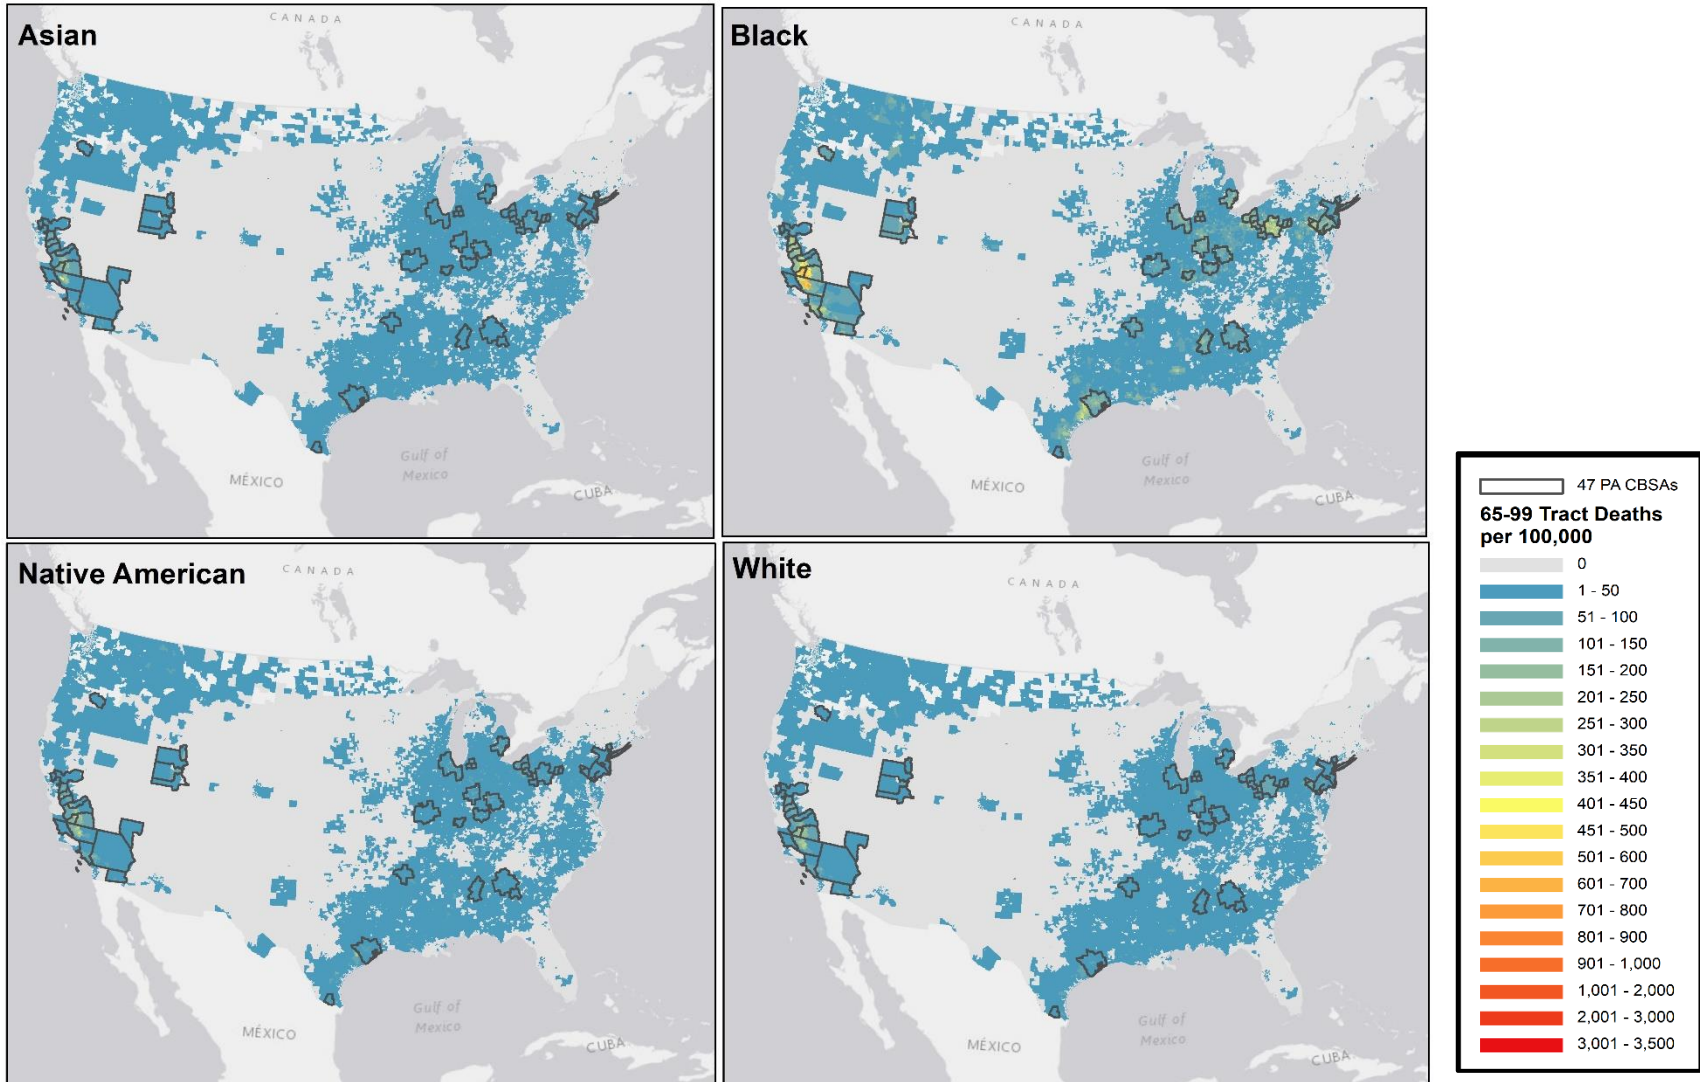 Asian
CANADA
Gulf of
Mexico
MÉXICO
CUBA
Black
CANADA
Gulf of
Mexico
MÉXICO
CUBA
Native American
CANADA
Gulf of
Mexico
MÉXICO
CUBA
White
CANADA
Gulf of
Mexico
MÉXICO
CUBA
47 PA CBSAs
65-99 Tract Deaths
per 100,000
0
1 - 50
51 - 100
101 - 150
151 - 200
201 - 250
251 - 300
301 - 350
351 - 400
401 - 450
451 - 500
501 - 600
601 - 700
701 - 800
801 - 900
901 - 1,000
1,001 - 2,000
2,001 - 3,000
3,001 - 3,500